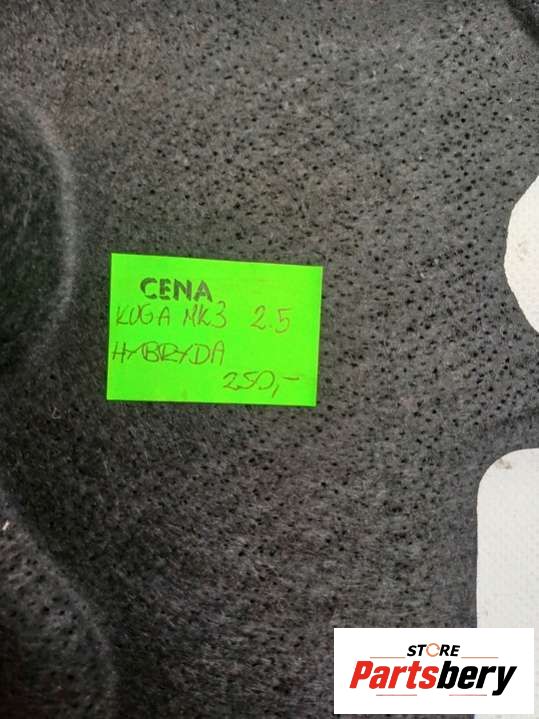 CENA
KUGA MK3 2.5
HYBRYDA
250,-
STORE
Partsbery